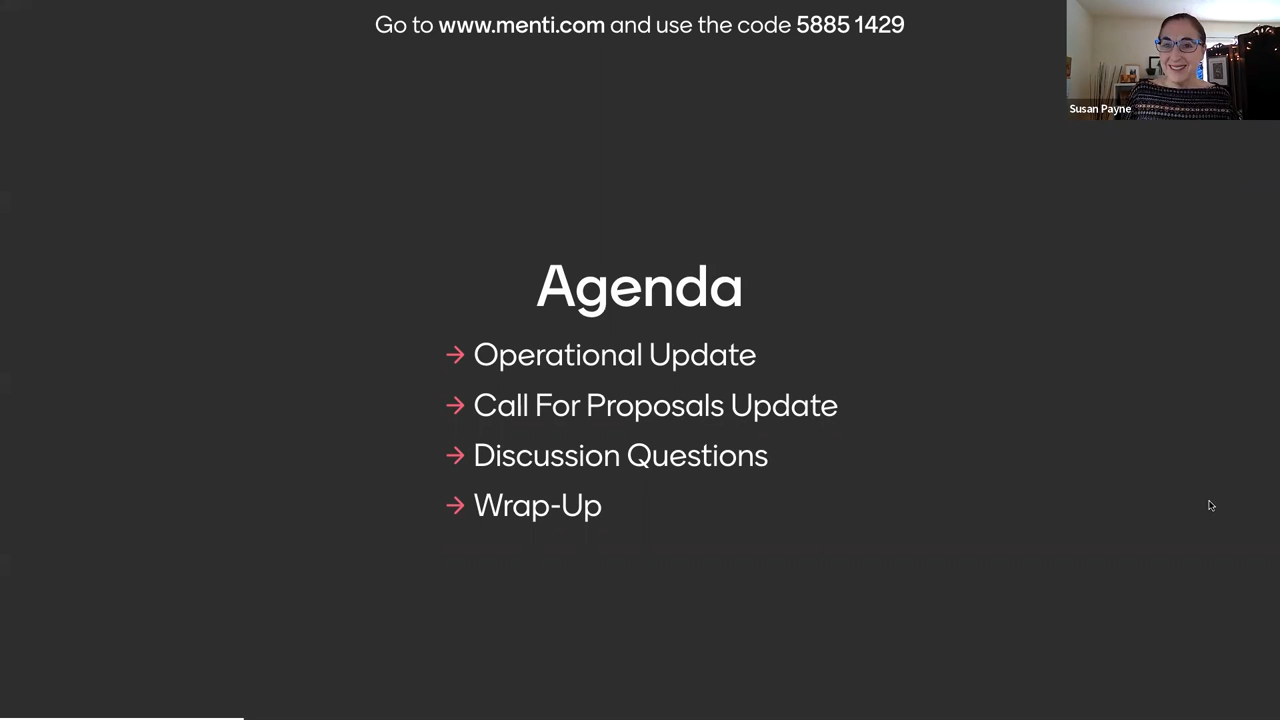 Go to www.menti.com and use the code 5885 1429
Susan Payne
Agenda
→ Operational Update
→ Call For Proposals Update
→ Discussion Questions
→ Wrap-Up